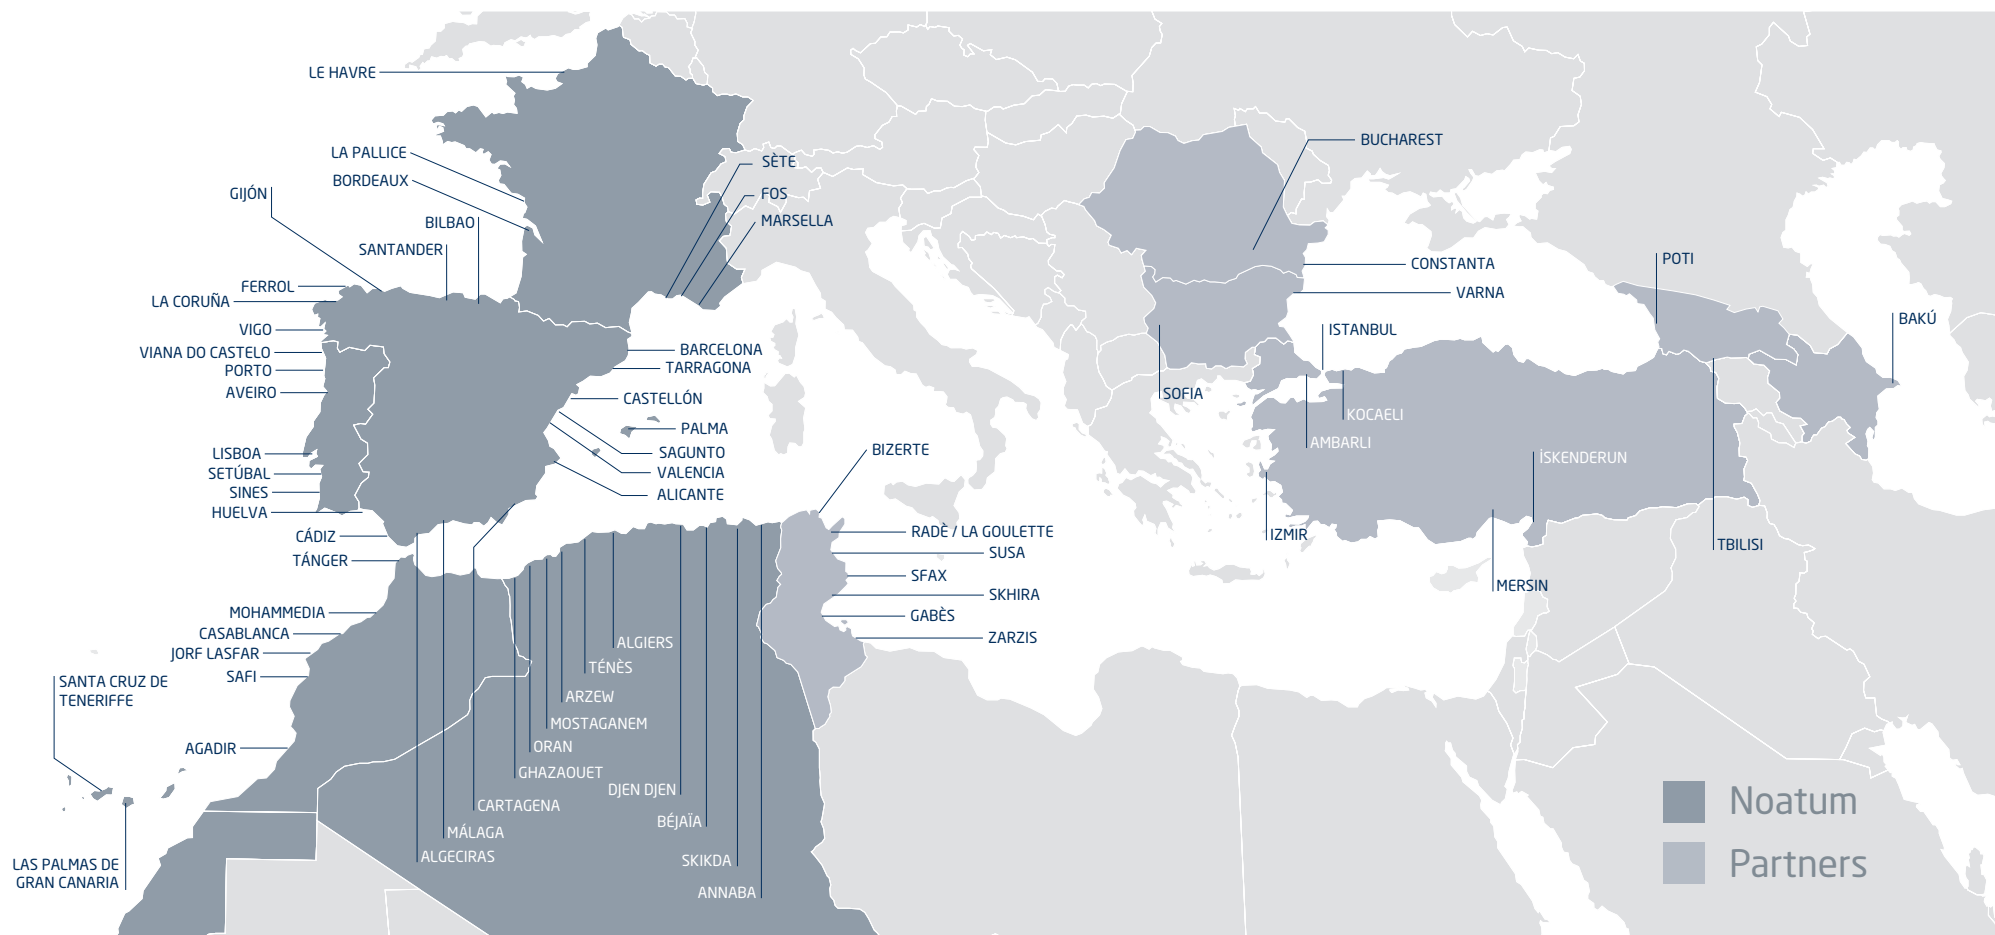 LE HAVRE
BUCHAREST
LA PALLICE
SÈTE
BORDEAUX
FOS
GIJÓN
MARSELLA
BILBAO
SANTANDER
POTI
CONSTANTA
FERROL
VARNA
LA CORUÑA
BAKÚ
VIGO
ISTANBUL
VIANA DO CASTELO
BARCELONA
PORTO
TARRAGONA
AVEIRO
SOFIA
CASTELLÓN
KOCAELI
PALMA
AMBARLI
BIZERTE
LISBOA
SAGUNTO
İSKENDERUN
SETÚBAL
VALENCIA
SINES
ALICANTE
HUELVA
CÁDIZ
RADÈ / LA GOULETTE
IZMIR
TBILISI
TÁNGER
SUSA
SFAX
MERSIN
SKHIRA
MOHAMMEDIA
GABÈS
CASABLANCA
ZARZIS
ALGIERS
JORF LASFAR
TÉNÈS
SAFI
SANTA CRUZ DE
TENERIFFE
ARZEW
MOSTAGANEM
AGADIR
ORAN
GHAZAOUET
DJEN DJEN
CARTAGENA
Noatum
BÉJAÏA
MÁLAGA
ALGECIRAS
SKIKDA
Partners
LAS PALMAS DE
GRAN CANARIA
ANNABA